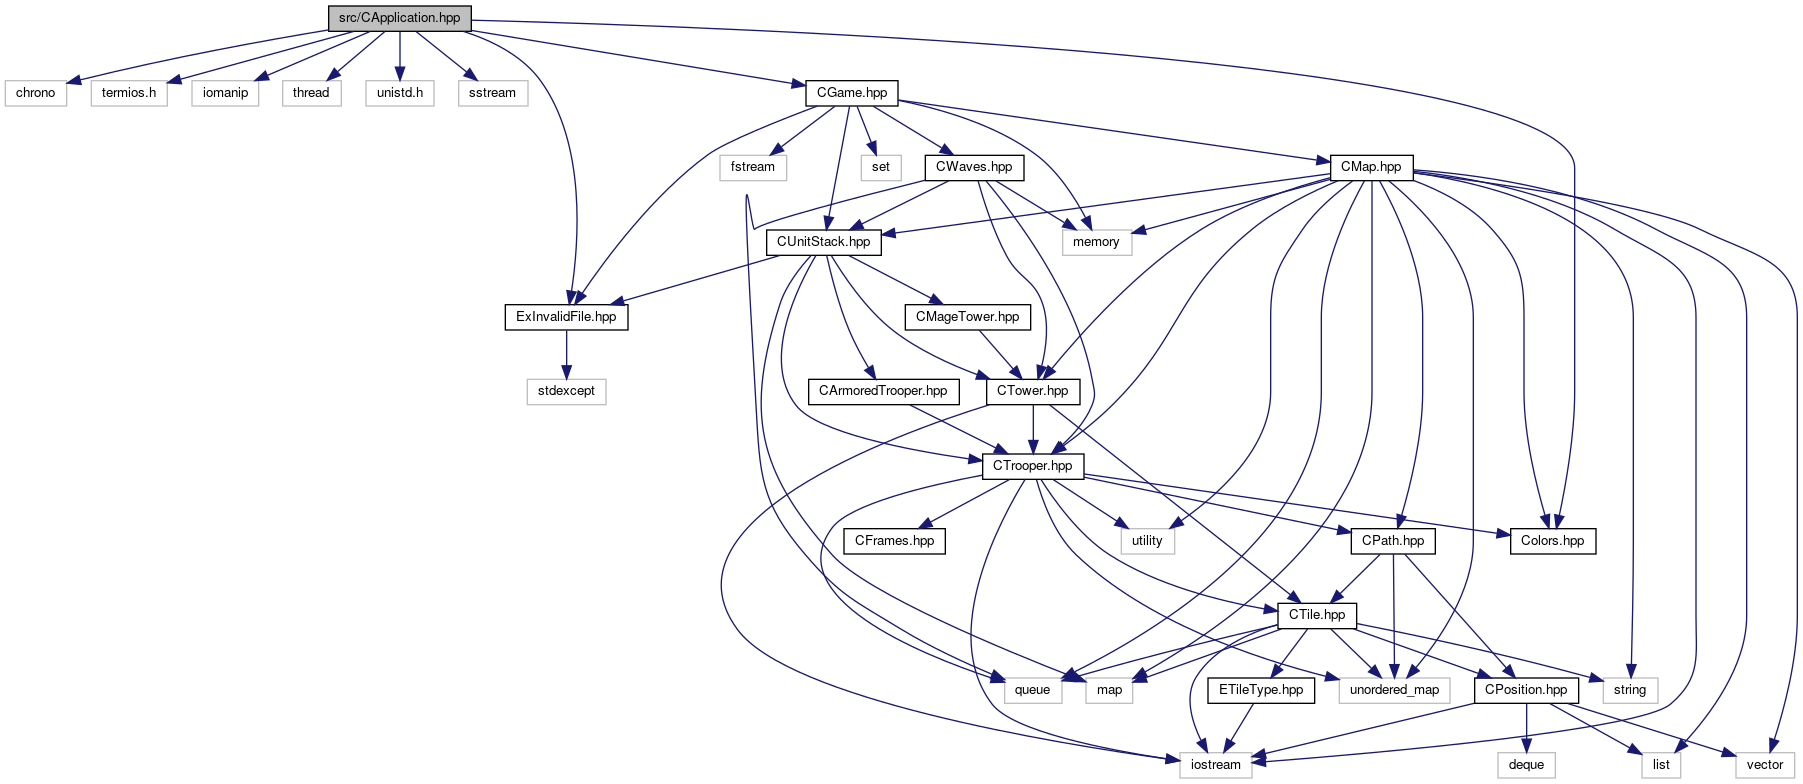 src/CApplication.hpp
chrono
termios.h
iomanip
thread
unistd.h
sstream
CGame.hpp
fstream
set
CWaves.hpp
CMap.hpp
CUnitStack.hpp
memory
ExInvalidFile.hpp
CMageTower.hpp
stdexcept
CArmoredTrooper.hpp
CTower.hpp
CTrooper.hpp
CFrames.hpp
utility
CPath.hpp
Colors.hpp
CTile.hpp
queue
map
ETileType.hpp
unordered_map
CPosition.hpp
string
iostream
deque
list
vector